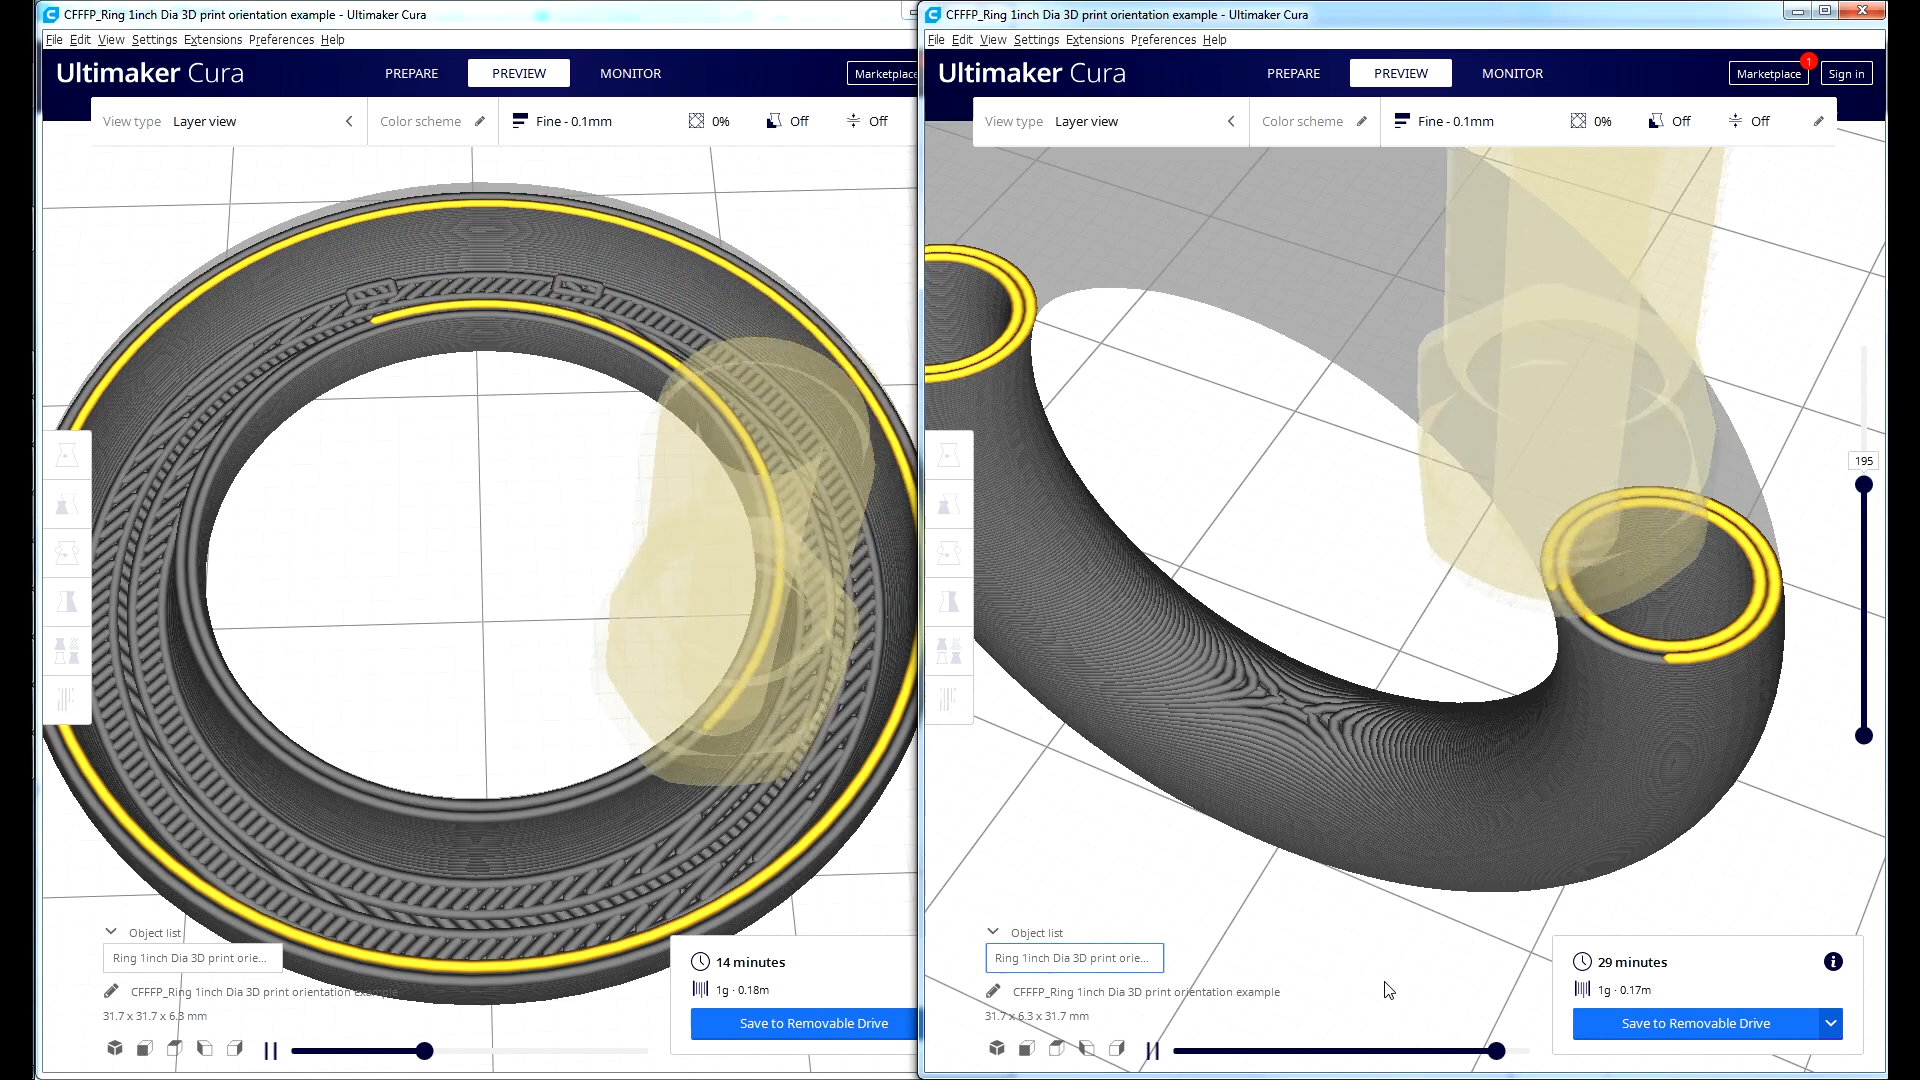 CFFFP_Ring 1inch Dia 3D print orientation example - Ultimaker Cura
File Edit View Settings Extensions Preferences Help
Ultimaker Cura
PREPARE PREVIEW MONITOR
Marketplace
View type Layer view
Color scheme
Fine - 0.1mm
0%
Off
Off
Object list
Ring 1inch Dia 3D print orie...
CFFFP_Ring 1inch Dia 3D print orientation example
31.7 x 31.7 x 6.3 mm
14 minutes
1g · 0.18m
Save to Removable Drive
CFFFP_Ring 1inch Dia 3D print orientation example - Ultimaker Cura
File Edit View Settings Extensions Preferences Help
Ultimaker Cura
PREPARE PREVIEW MONITOR
Marketplace
1
Sign in
View type Layer view
Color scheme
Fine - 0.1mm
0%
Off
Off
195
Object list
Ring 1inch Dia 3D print orie...
CFFFP_Ring 1inch Dia 3D print orientation example
31.7 x 6.3 x 31.7 mm
29 minutes
1g · 0.17m
Save to Removable Drive